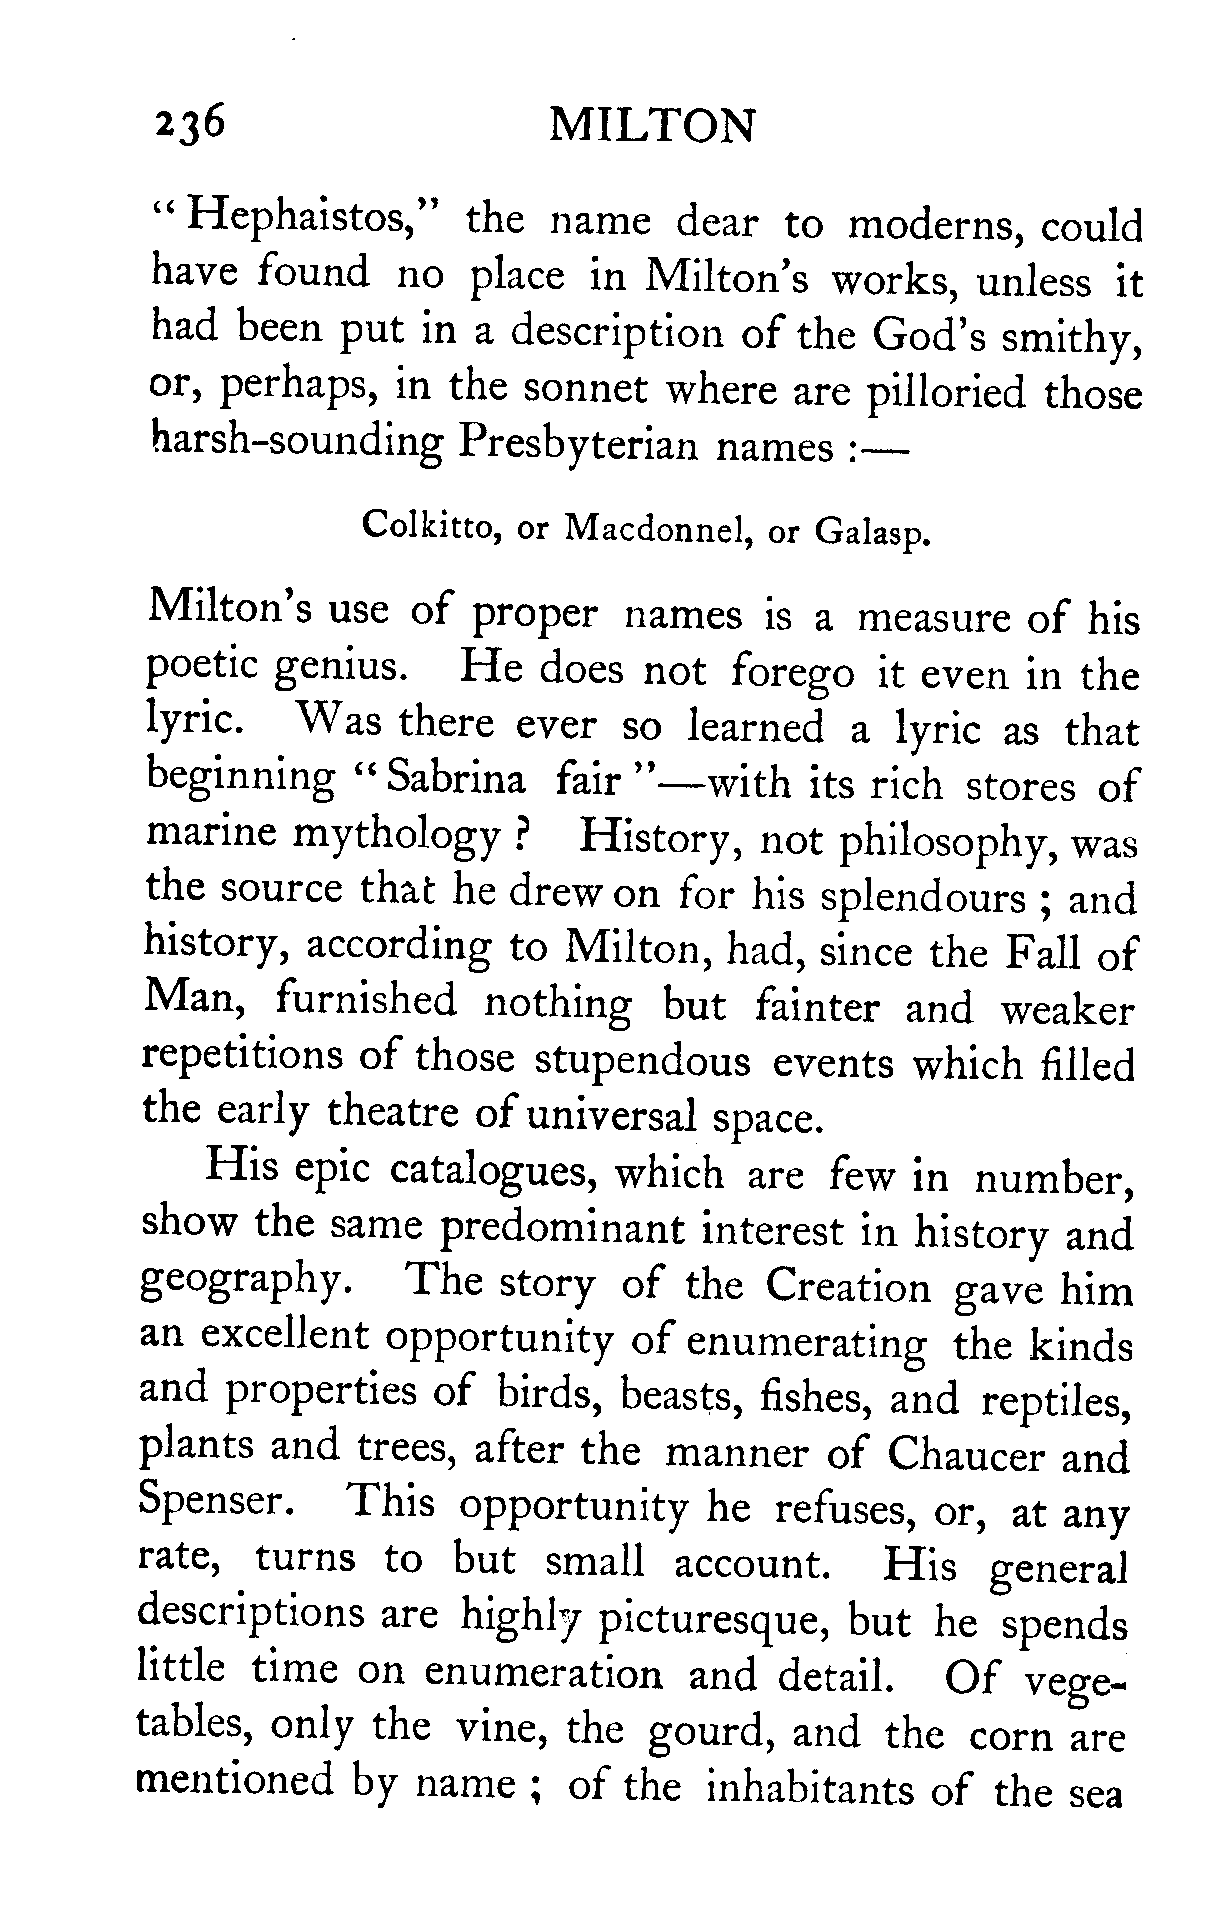 236 MILTON
“Hephaistos,” the name dear to moderns, could
have found no place in Milton’s works, unless it
had been put in a description of the God’s smithy,
or, perhaps, in the sonnet where are pilloried those
harsh-sounding Presbyterian names :—
Colkitto, or Macdonnel, or Galasp.
Milton’s use of proper names is a measure of his
poetic genius. He does not forego it even in the
lyric. Was there ever so learned a lyric as that
beginning “Sabrina fair”—with its rich stores of
marine mythology ? History, not philosophy, was
the source that he drew on for his splendours ; and
history, according to Milton, had, since the Fall of
Man, furnished nothing but fainter and weaker
repetitions of those stupendous events which filled
the early theatre of universal space.
His epic catalogues, which are few in number,
show the same predominant interest in history and
geography. The story of the Creation gave him
an excellent opportunity of enumerating the kinds
and properties of birds, beasts, fishes, and reptiles,
plants and trees, after the manner of Chaucer and
Spenser. This opportunity he refuses, or, at any
rate, turns to but small account. His general
descriptions are highly picturesque, but he spends
little time on enumeration and detail. Of vege-
tables, only the vine, the gourd, and the corn are
mentioned by name ; of the inhabitants of the sea